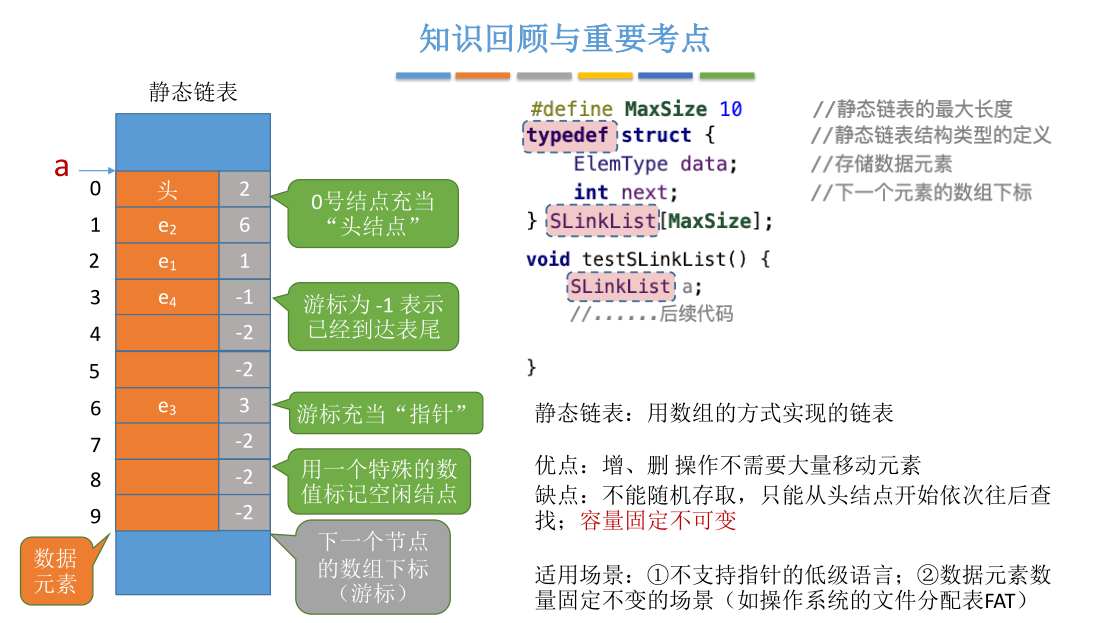 知识回顾与重要考点
静态链表
a
0 头 2
1 e2 6
2 e1 1
3 e4 -1
4 -2
5 -2
6 e3 3
7 -2
8 -2
9 -2
0号结点充当
“头结点”
游标为 -1 表示
已经到达表尾
游标充当“指针”
用一个特殊的数
值标记空闲结点
下一个节点
的数组下标
（游标）
数据
元素
#define MaxSize 10 //静态链表的最大长度
typedef struct { //静态链表结构类型的定义
ElemType data; //存储数据元素
int next; //下一个元素的数组下标
} SLinkList[MaxSize];
void testSLinkList() {
SLinkList a;
//......后续代码
}
静态链表：用数组的方式实现的链表
优点：增、删 操作不需要大量移动元素
缺点：不能随机存取，只能从头结点开始依次往后查
找；容量固定不可变
适用场景：①不支持指针的低级语言；②数据元素数
量固定不变的场景（如操作系统的文件分配表FAT）